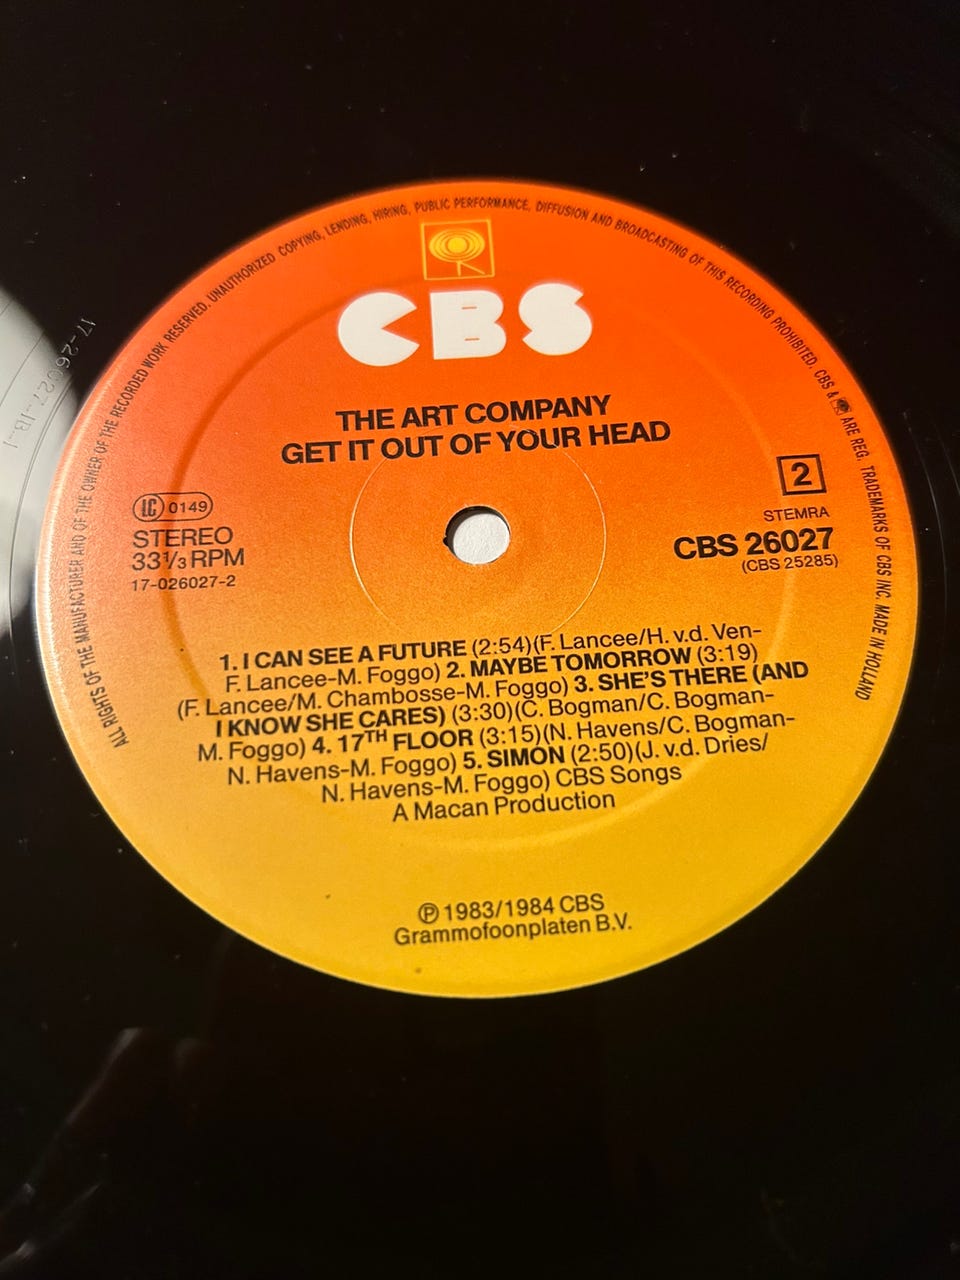 ALL RIGHTS OF THE MANUFACTURER AND OF THE OWNER OF THE RECORDED WORK RESERVED. UNAUTHORIZED COPYING, LENDING, HIRING, PUBLIC PERFORMANCE, DIFFUSION AND BROADCASTING OF THIS RECORDING PROHIBITED. CBS & ARE REG. TRADEMARKS OF CBS INC. MADE IN HOLLAND
CBS
THE ART COMPANY
GET IT OUT OF YOUR HEAD
2
LC 0149
STEMRA
STEREO
CBS 26027
33⅓ RPM
(CBS 25285)
17-026027-2
1. I CAN SEE A FUTURE (2:54)(F. Lancee/H. v.d. Ven-
F. Lancee-M. Foggo) 2. MAYBE TOMORROW (3:19)
(F. Lancee/M. Chambosse-M. Foggo) 3. SHE'S THERE (AND
I KNOW SHE CARES) (3:30)(C. Bogman/C. Bogman-
M. Foggo) 4. 17TH FLOOR (3:15)(N. Havens/C. Bogman-
N. Havens-M. Foggo) 5. SIMON (2:50)(J. v.d. Dries/
N. Havens-M. Foggo) CBS Songs
A Macan Production
℗ 1983/1984 CBS
Grammofoonplaten B.V.